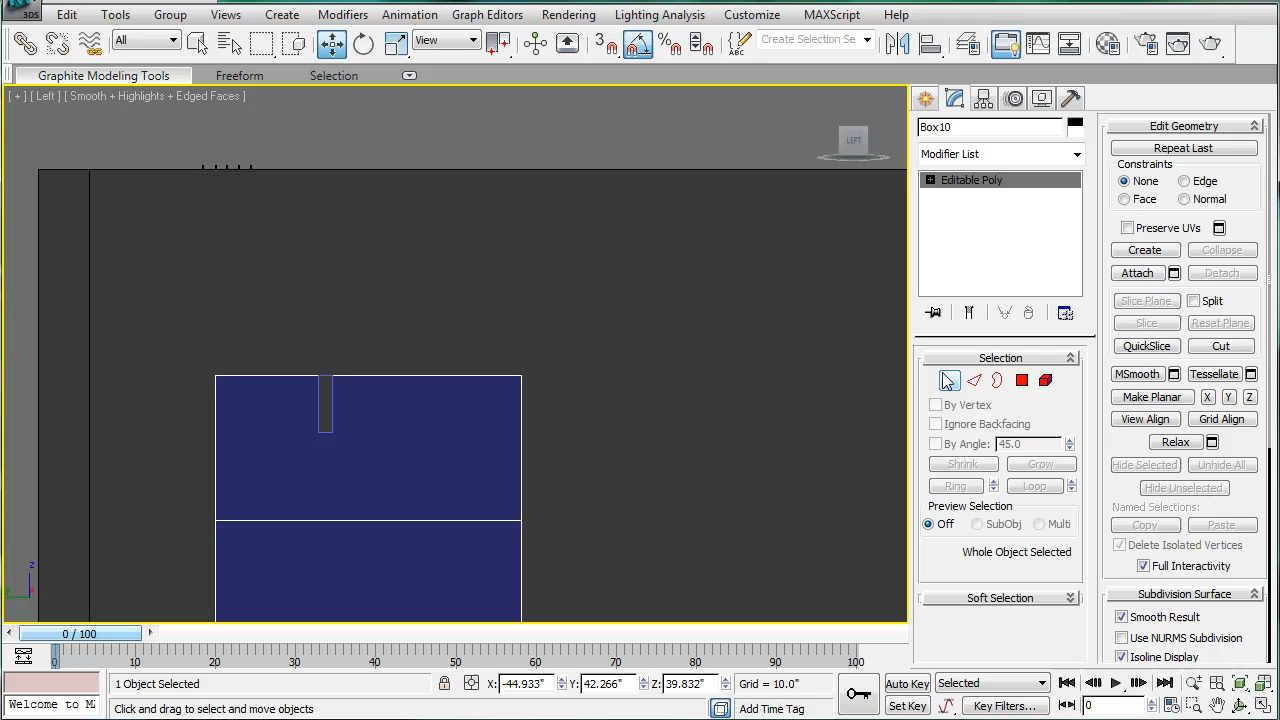 3DS Edit Tools Group Views Create Modifiers Animation Graph Editors Rendering Lighting Analysis Customize MAXScript Help
All View 3 ABC Create Selection Se
Graphite Modeling Tools Freeform Selection
[ + ] [ Left ] [ Smooth + Highlights + Edged Faces ]
LEFT
z
x
y
Box10
Modifier List
Editable Poly
Selection
By Vertex
Ignore Backfacing
By Angle: 45.0
Shrink Grow
Ring Loop
Preview Selection
Off SubObj Multi
Whole Object Selected
Soft Selection
Edit Geometry
Repeat Last
Constraints
None Edge
Face Normal
Preserve UVs
Create Collapse
Attach Detach
Slice Plane Split
Slice Reset Plane
QuickSlice Cut
MSmooth Tessellate
Make Planar X Y Z
View Align Grid Align
Relax
Hide Selected Unhide All
Hide Unselected
Named Selections:
Copy Paste
Delete Isolated Vertices
Full Interactivity
Subdivision Surface
Smooth Result
Use NURMS Subdivision
Isoline Display
0 / 100
0 10 20 30 40 50 60 70 80 90 100
1 Object Selected X: -44.933" Y: 42.266" Z: 39.832" Grid = 10.0" Auto Key Selected
Welcome to M Click and drag to select and move objects Add Time Tag Set Key Key Filters... 0